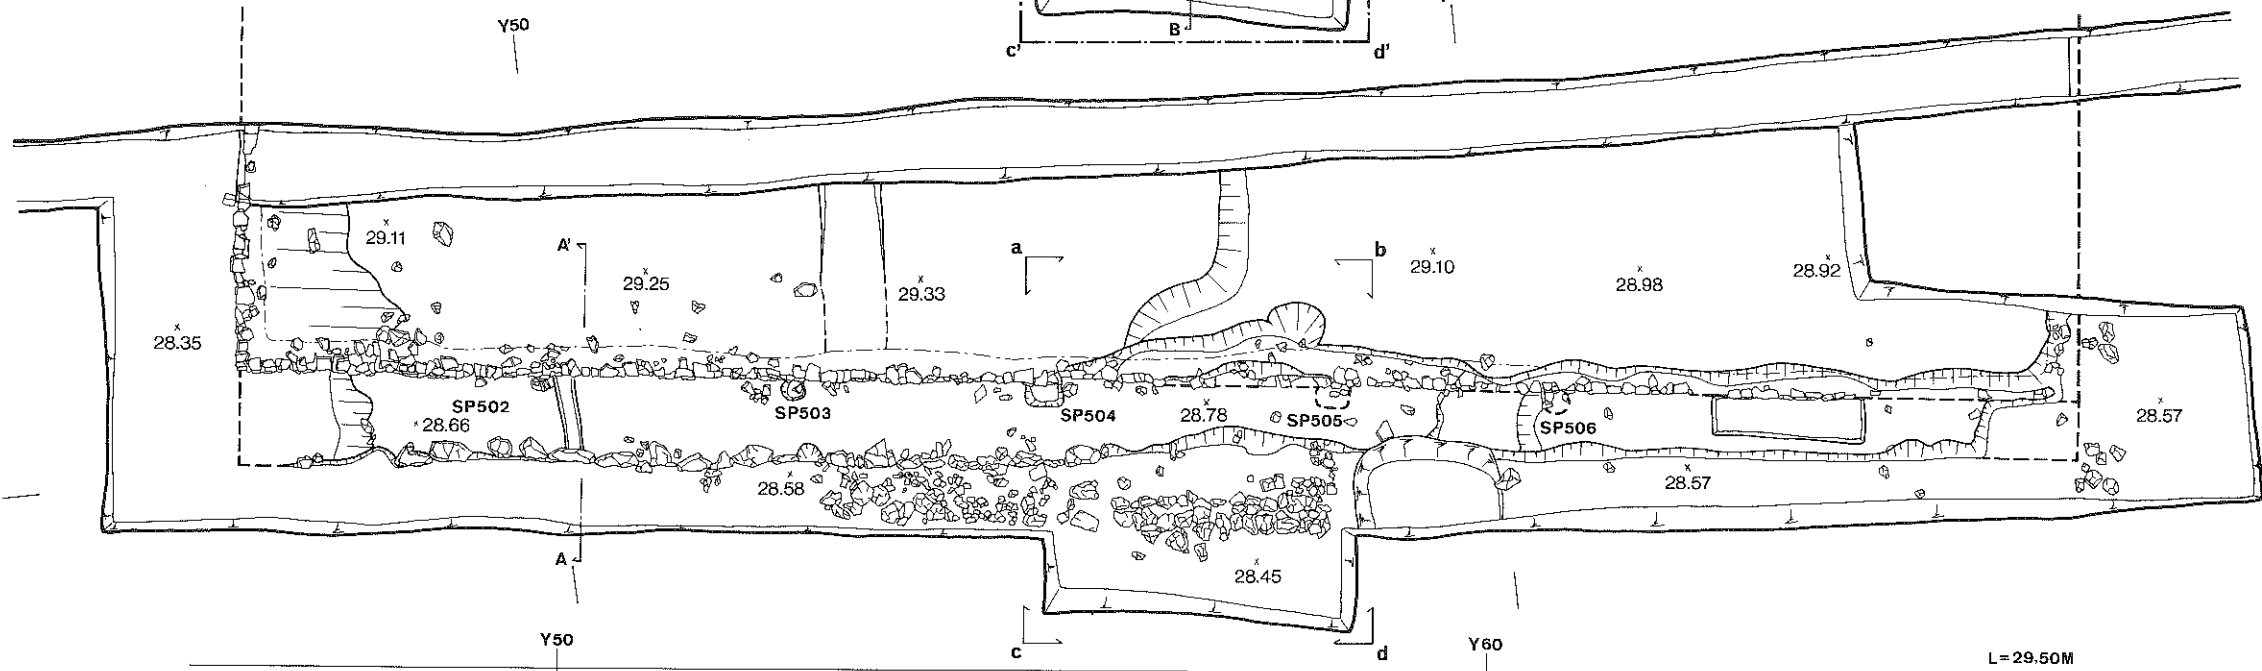 Y50
B
c' d'
29.11
A'
29.25
29.33
a
b
29.10
28.98
28.92
28.35
SP502
28.66
SP503
SP504
28.78
SP505
SP506
28.57
28.58
28.57
A
28.45
c
d
Y50
Y60
L=29,50M